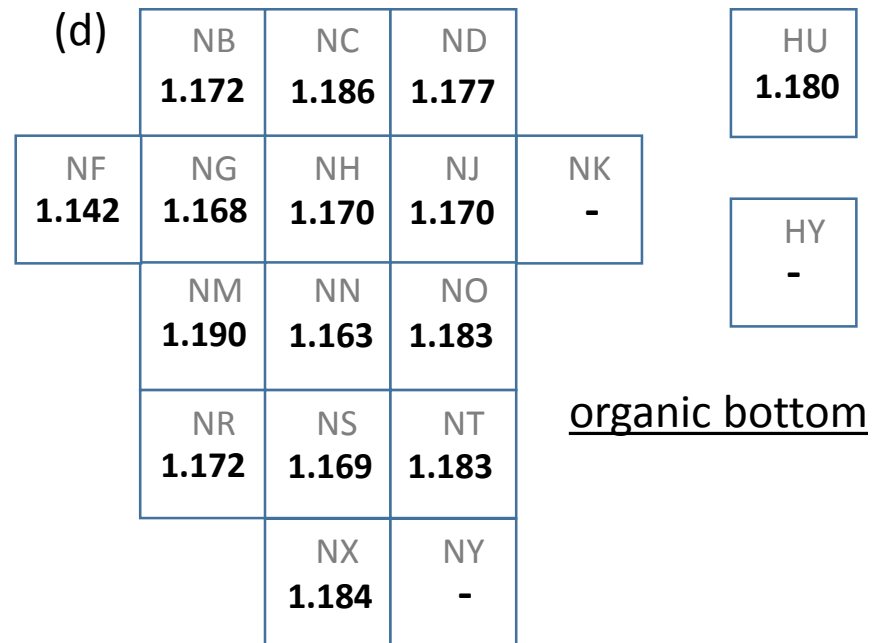 (d) NB NC ND HU
1.172 1.186 1.177 1.180
NF NG NH NJ NK
1.142 1.168 1.170 1.170 -
HY
-
NM NN NO
1.190 1.163 1.183
organic bottom
NR NS NT
1.172 1.169 1.183
NX NY
1.184 -